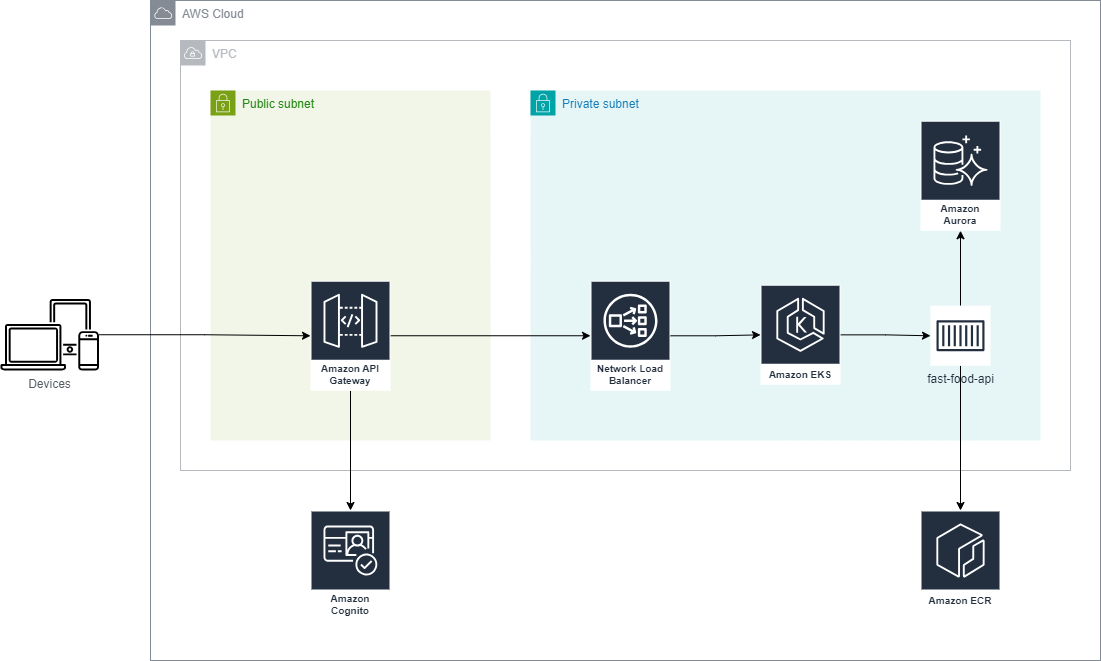 AWS Cloud
VPC
Public subnet
Private subnet
Amazon
Aurora
Amazon API
Gateway
Network Load
Balancer
Amazon EKS
fast-food-api
Devices
Amazon
Cognito
Amazon ECR